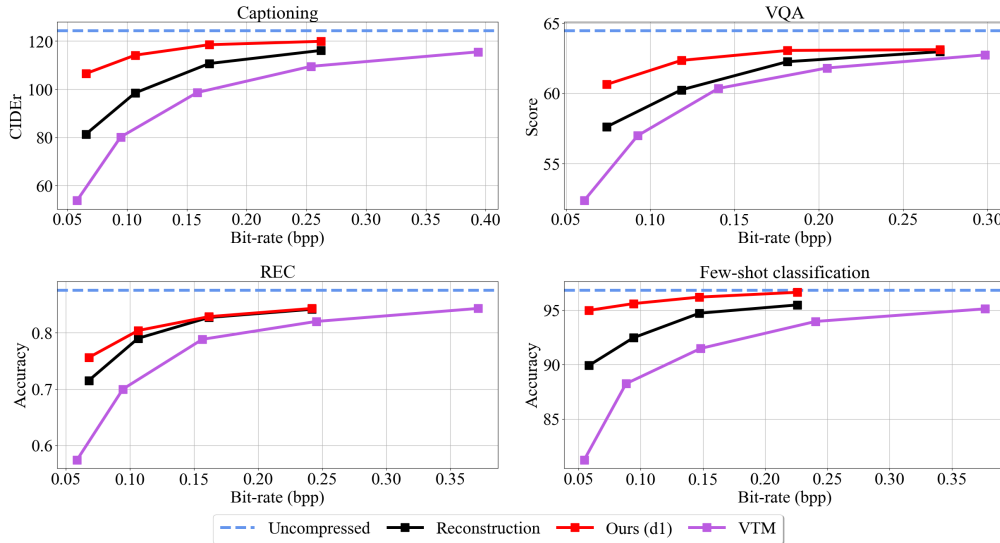 Captioning
120
100
80
60
CIDEr
0.05 0.10 0.15 0.20 0.25 0.30 0.35 0.40
Bit-rate (bpp)
VQA
65
60
55
Score
0.05 0.10 0.15 0.20 0.25 0.30
Bit-rate (bpp)
REC
0.8
0.7
0.6
Accuracy
0.05 0.10 0.15 0.20 0.25 0.30 0.35
Bit-rate (bpp)
Few-shot classification
95
90
85
Accuracy
0.05 0.10 0.15 0.20 0.25 0.30 0.35
Bit-rate (bpp)
Uncompressed Reconstruction Ours (d1) VTM